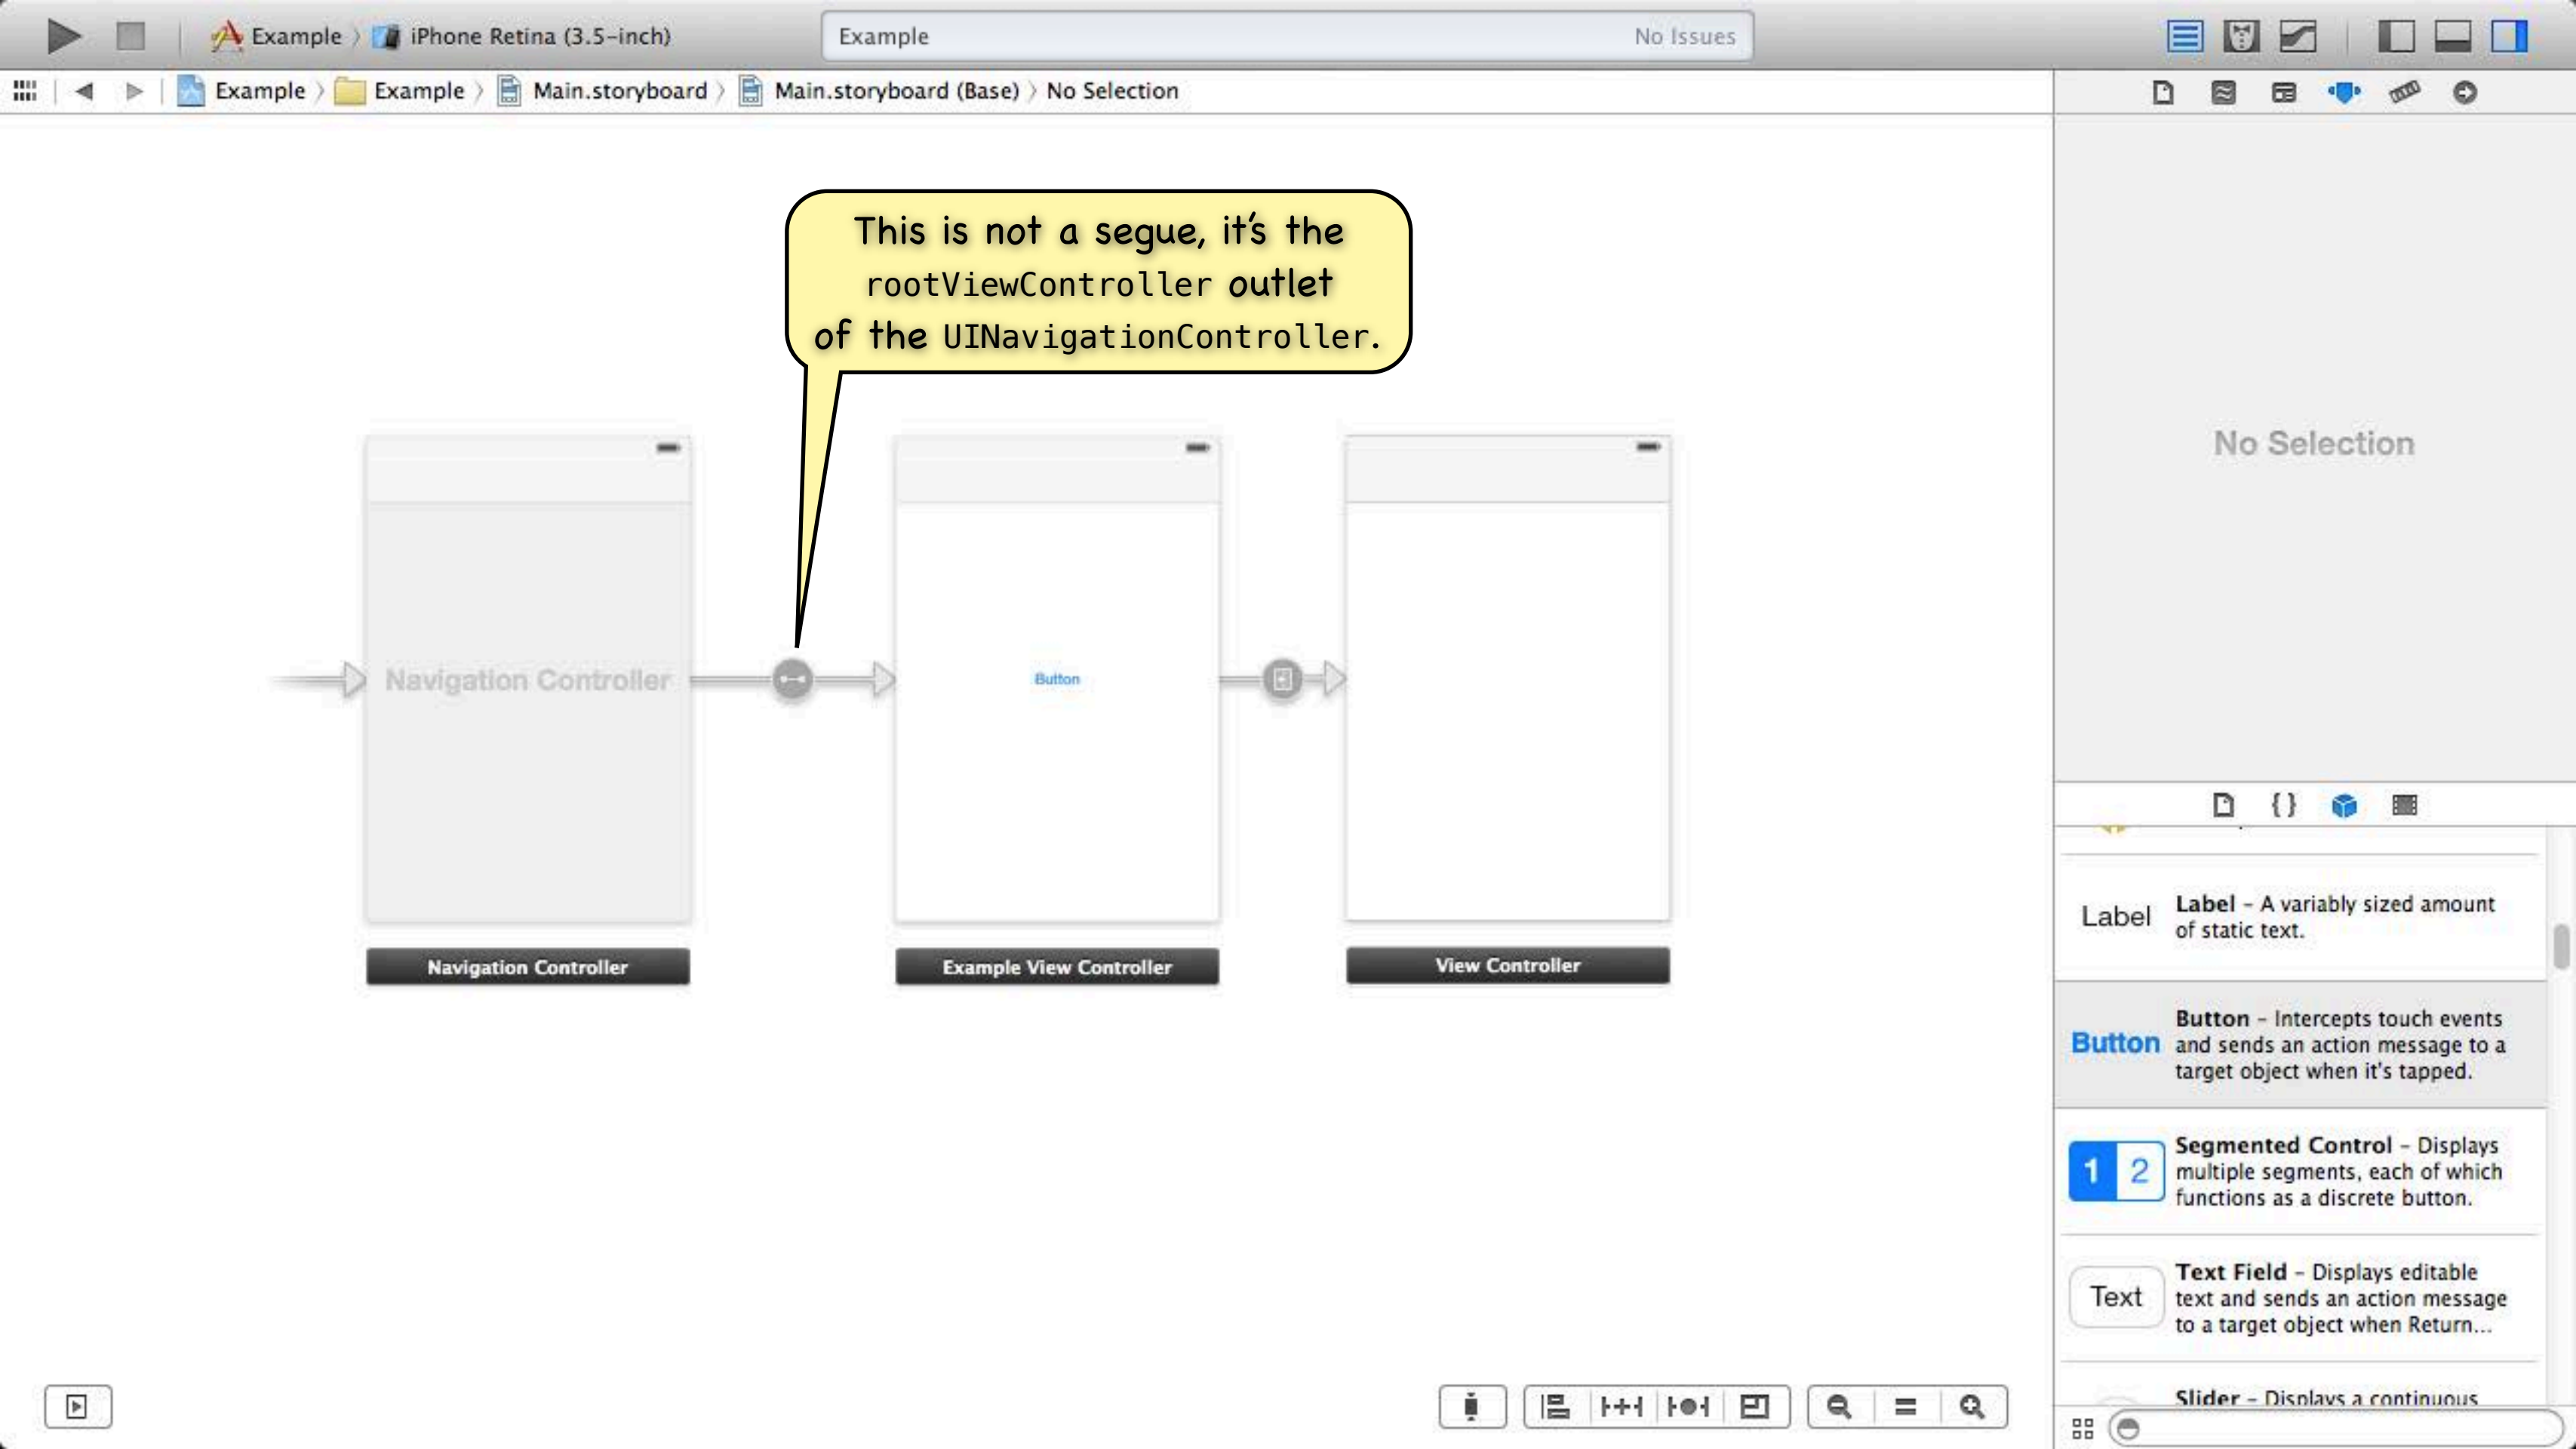 Example
iPhone Retina (3.5-inch)
Example
No Issues
Example
Example
Main.storyboard
Main.storyboard (Base)
No Selection
This is not a segue, it's the
rootViewController outlet
of the UINavigationController.
No Selection
Navigation Controller
Button
Navigation Controller
Example View Controller
View Controller
{}
Label
Label - A variably sized amount
of static text.
Button
Button - Intercepts touch events
and sends an action message to a
target object when it's tapped.
1 2
Segmented Control - Displays
multiple segments, each of which
functions as a discrete button.
Text
Text Field - Displays editable
text and sends an action message
to a target object when Return...
Slider - Displays a continuous